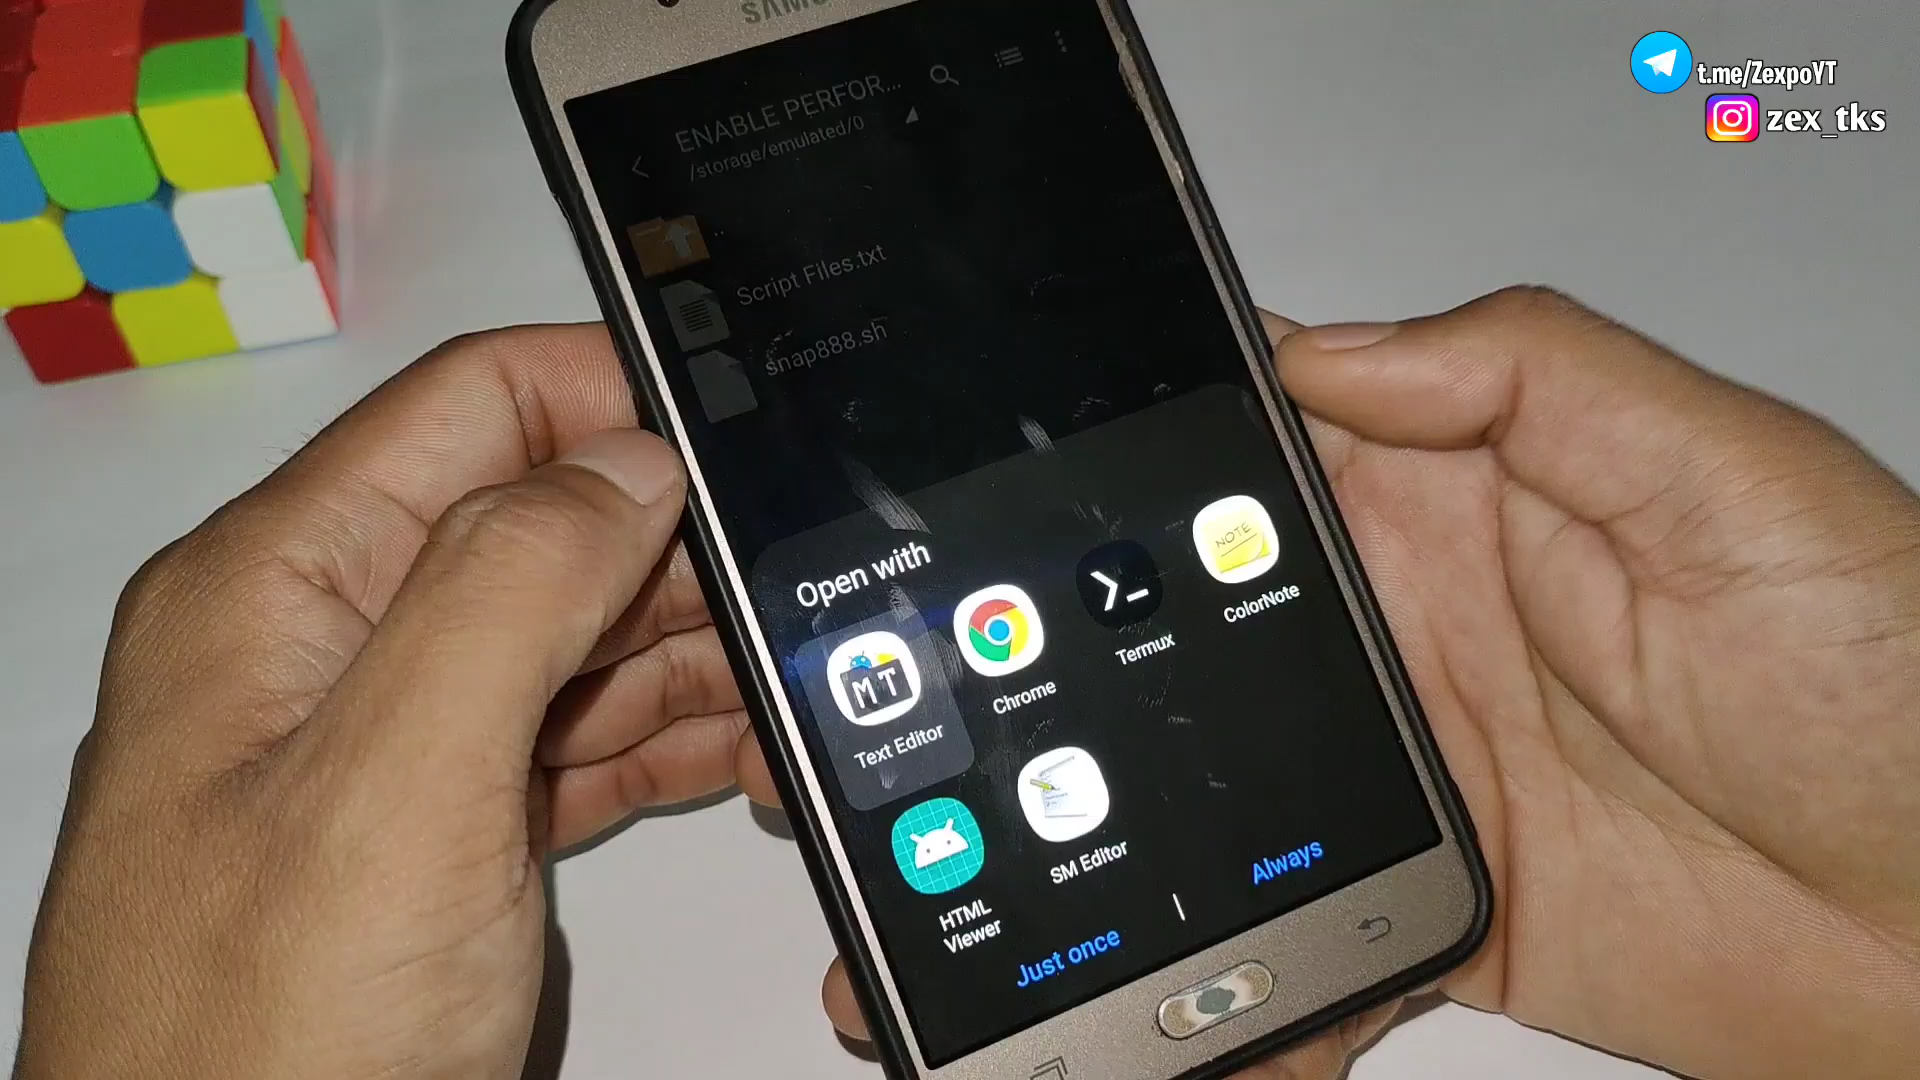 SAMSU
ENABLE PERFOR...
/storage/emulated/0
..
Script Files.txt
snap888.sh
Open with
MT
Text Editor
Chrome
>_
Termux
NOTE
ColorNote
HTML
Viewer
SM Editor
Just once
Always
t.me/ZexpoYT
zex_tks